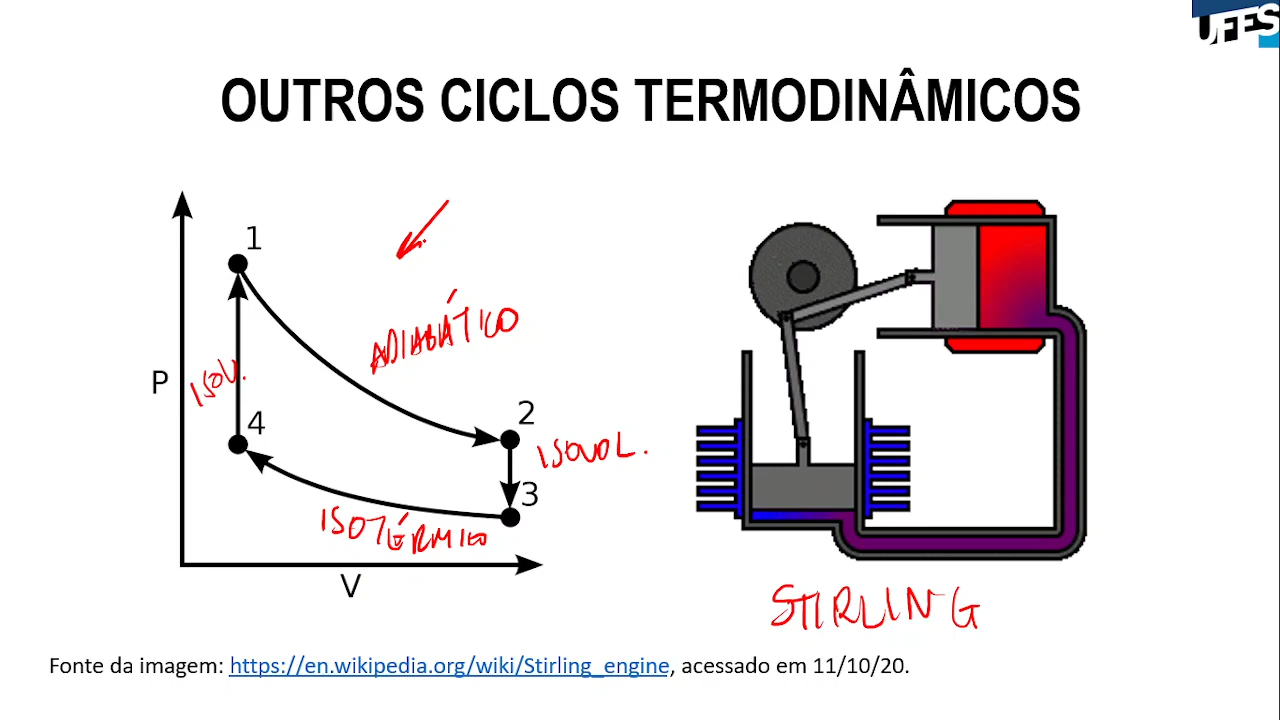 UFES
OUTROS CICLOS TERMODINÂMICOS
1
ADIABÁTICO
P
ISOV.
4
2
ISOVOL.
3
ISOTÉRMICO
V
STIRLING
Fonte da imagem: https://en.wikipedia.org/wiki/Stirling_engine, acessado em 11/10/20.